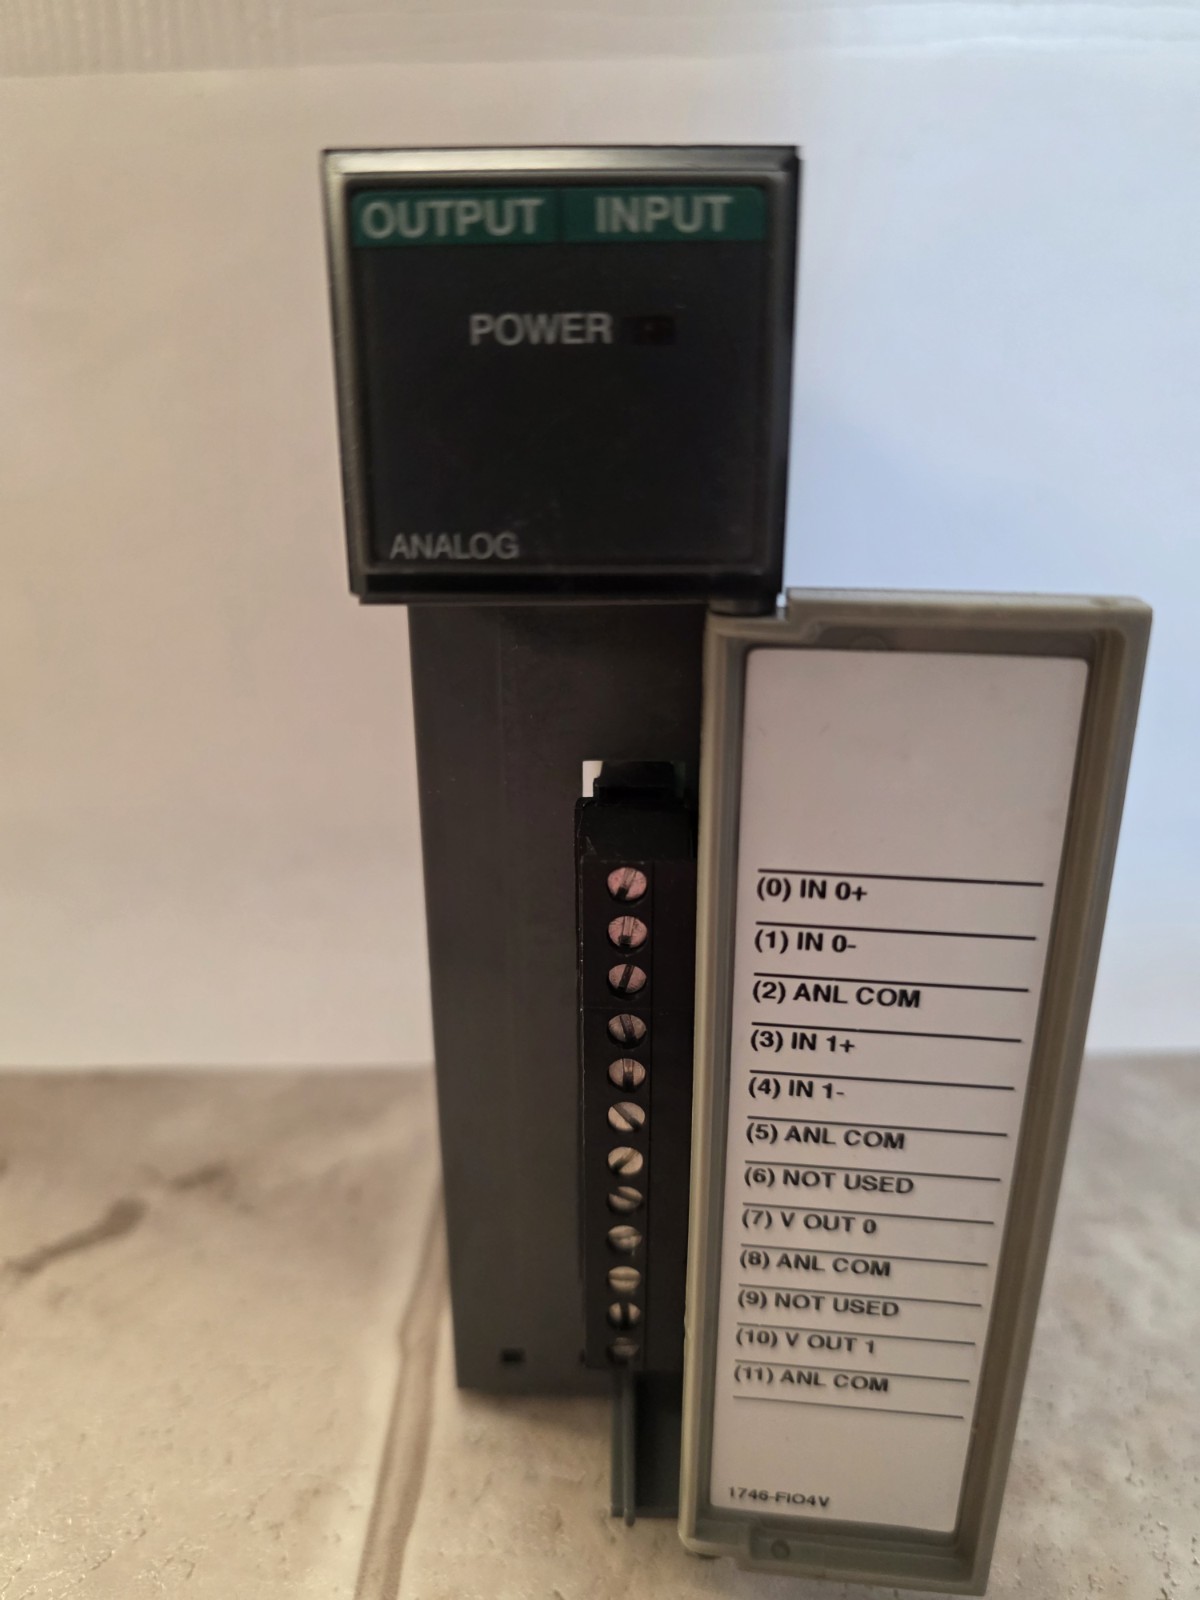 OUTPUT INPUT
POWER
ANALOG
(0) IN 0+
(1) IN 0-
(2) ANL COM
(3) IN 1+
(4) IN 1-
(5) ANL COM
(6) NOT USED
(7) V OUT 0
(8) ANL COM
(9) NOT USED
(10) V OUT 1
(11) ANL COM
1746-FIO4V